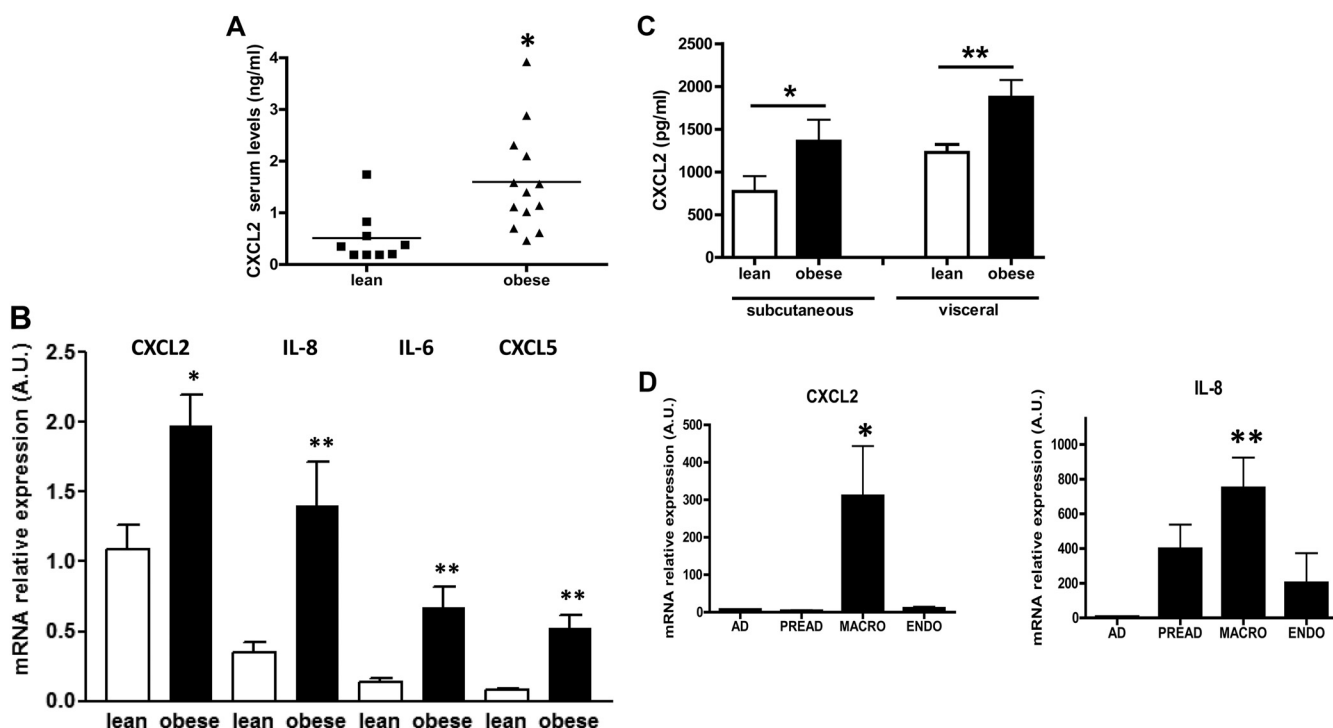 A
*
CXCL2 serum levels (ng/ml)
4
3
2
1
0
lean obese
C
CXCL2 (pg/ml)
2500
2000
1500
1000
500
0
* **
lean obese lean obese
subcutaneous visceral
B
CXCL2 IL-8 IL-6 CXCL5
mRNA relative expression (A.U.)
2.5
2.0
1.5
1.0
0.5
0.0
* ** ** **
lean obese lean obese lean obese lean obese
D
CXCL2
mRNA relative expression (A.U.)
500
400
300
200
100
0
*
AD PREAD MACRO ENDO
IL-8
mRNA relative expression (A.U.)
1000
800
600
400
200
0
**
AD PREAD MACRO ENDO